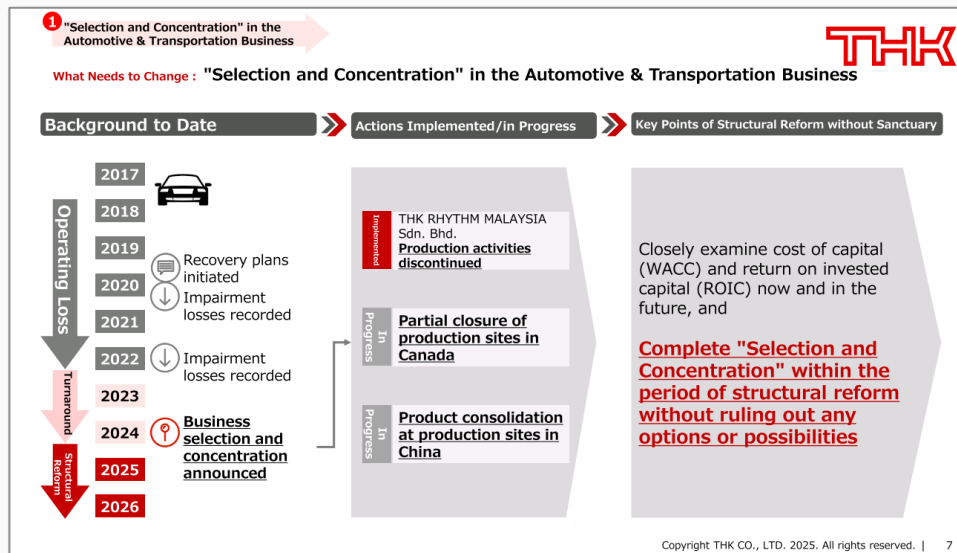 1
"Selection and Concentration" in the
Automotive & Transportation Business
THK
What Needs to Change : "Selection and Concentration" in the Automotive & Transportation Business
Background to Date
Actions Implemented/in Progress
Key Points of Structural Reform without Sanctuary
Operating Loss
Turnaround
Structural
Reform
2017
2018
2019
2020
2021
2022
2023
2024
2025
2026
Recovery plans
initiated
Impairment
losses recorded
Impairment
losses recorded
Business
selection and
concentration
announced
Implemented
THK RHYTHM MALAYSIA
Sdn. Bhd.
Production activities
discontinued
In
Progress
Partial closure of
production sites in
Canada
In
Progress
Product consolidation
at production sites in
China
Closely examine cost of capital
(WACC) and return on invested
capital (ROIC) now and in the
future, and
Complete "Selection and
Concentration" within the
period of structural reform
without ruling out any
options or possibilities
Copyright THK CO., LTD. 2025. All rights reserved. | 7